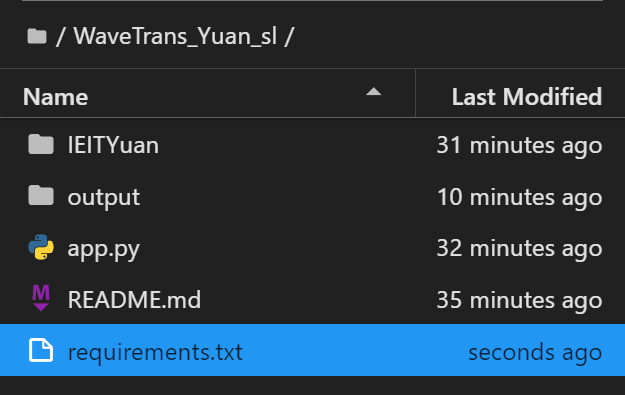 / WaveTrans_Yuan_sl /
Name Last Modified
IEITYuan 31 minutes ago
output 10 minutes ago
app.py 32 minutes ago
README.md 35 minutes ago
requirements.txt seconds ago